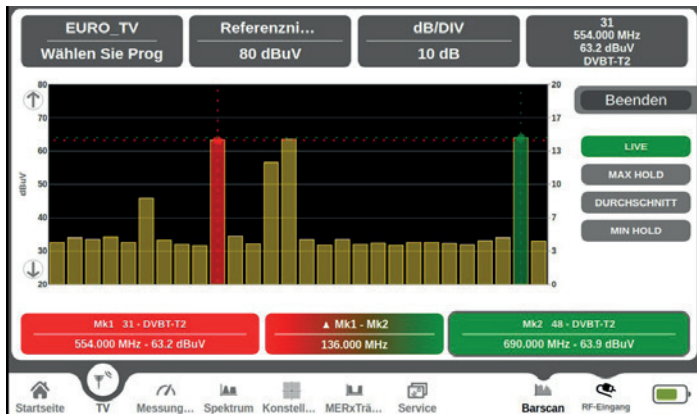 EURO_TV
Wählen Sie Prog
Referenzni...
80 dBuV
dB/DIV
10 dB
31
554.000 MHz
63.2 dBuV
DVBT-T2
80
70
60
50
40
30
20
dBuV
20
17
13
10
7
3
0
Beenden
LIVE
MAX HOLD
DURCHSCHNITT
MIN HOLD
Mk1 31 - DVBT-T2
554.000 MHz - 63.2 dBuV
▲ Mk1 - Mk2
136.000 MHz
Mk2 48 - DVBT-T2
690.000 MHz - 63.9 dBuV
Startseite
TV
Messung...
Spektrum
Konstell...
MERxTrä...
Service
Barscan
RF-Eingang